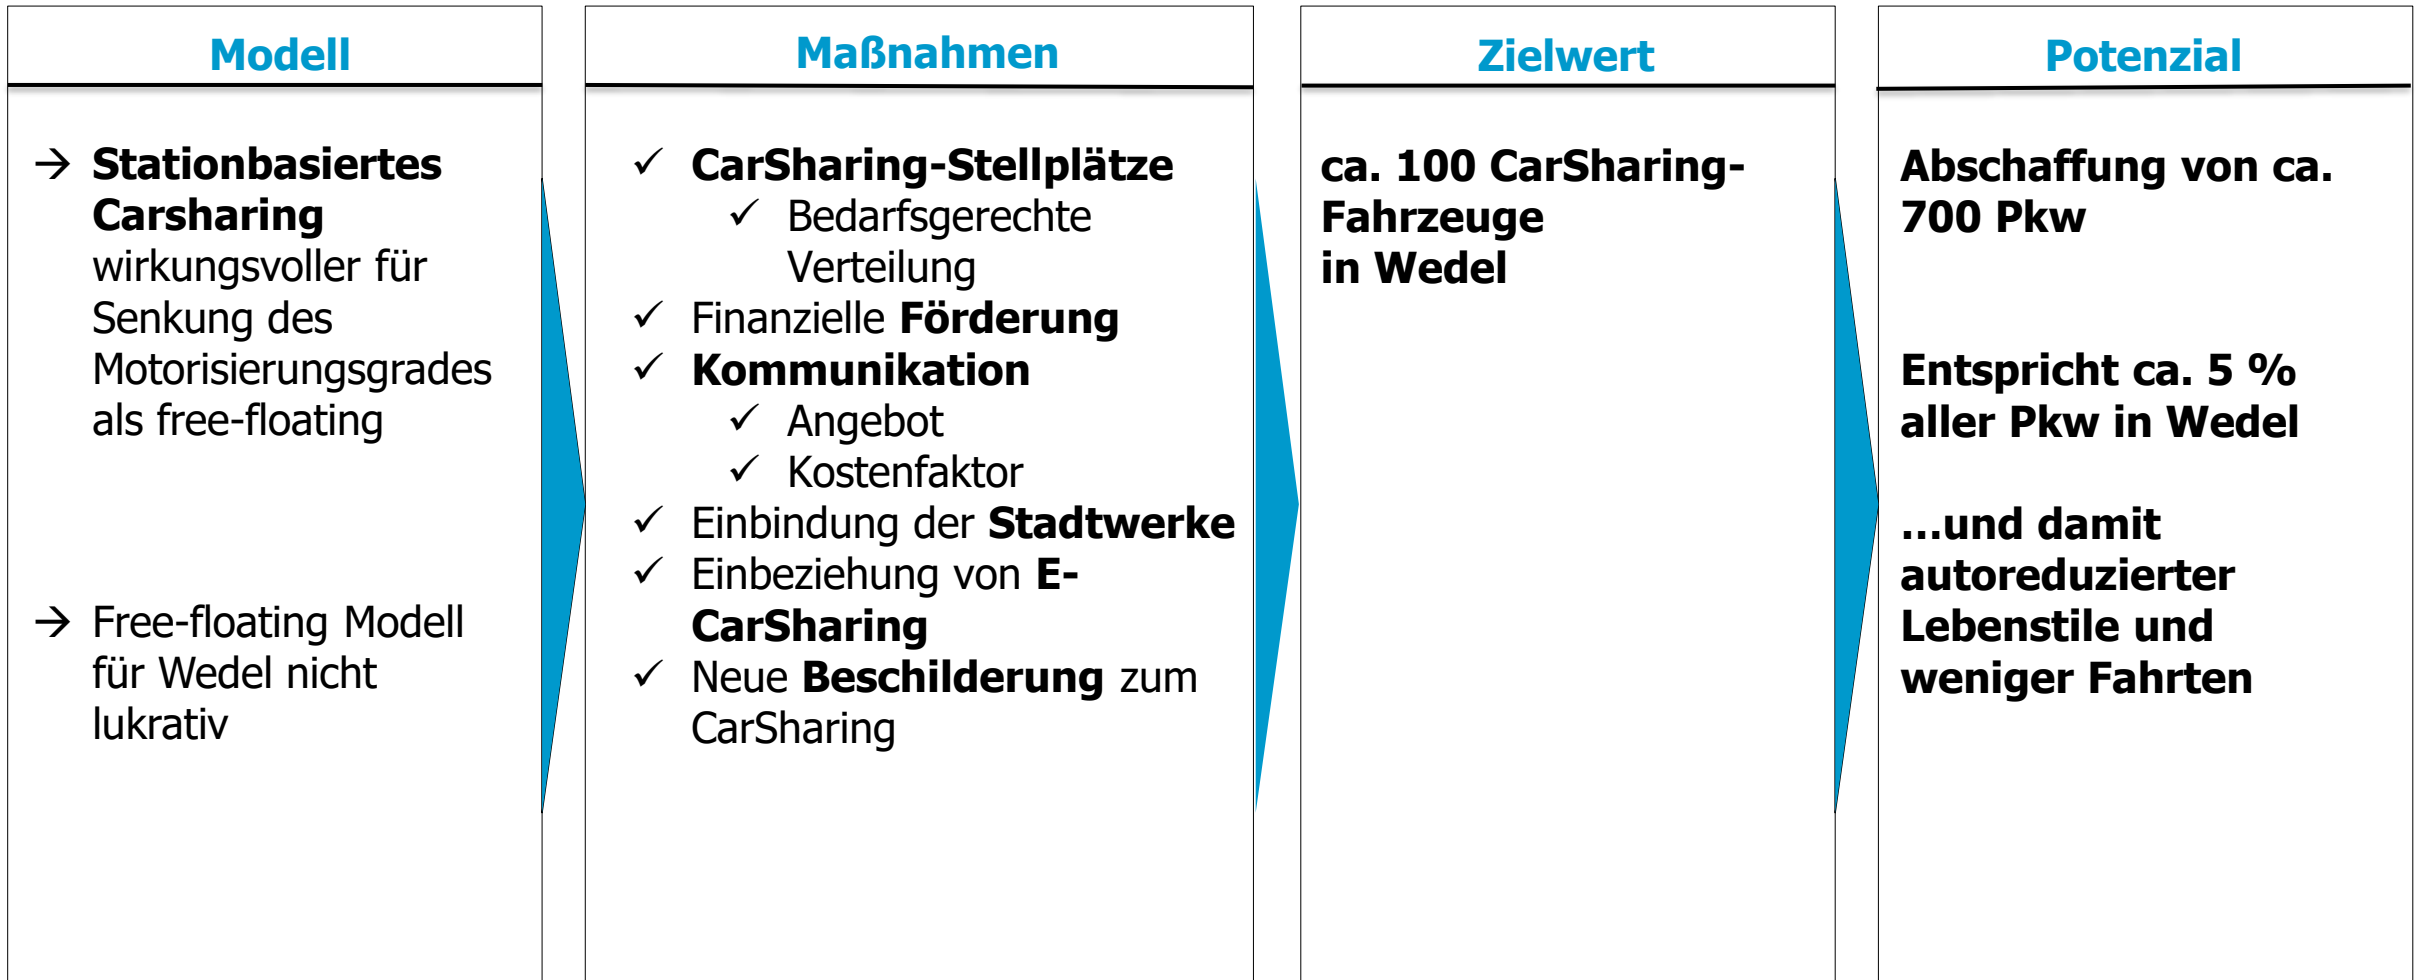 Modell
→ Stationbasiertes
Carsharing
wirkungsvoller für
Senkung des
Motorisierungsgrades
als free-floating
→ Free-floating Modell
für Wedel nicht
lukrativ
Maßnahmen
✓ CarSharing-Stellplätze
✓ Bedarfsgerechte
Verteilung
✓ Finanzielle Förderung
✓ Kommunikation
✓ Angebot
✓ Kostenfaktor
✓ Einbindung der Stadtwerke
✓ Einbeziehung von E-
CarSharing
✓ Neue Beschilderung zum
CarSharing
Zielwert
ca. 100 CarSharing-
Fahrzeuge
in Wedel
Potenzial
Abschaffung von ca.
700 Pkw
Entspricht ca. 5 %
aller Pkw in Wedel
…und damit
autoreduzierter
Lebenstile und
weniger Fahrten